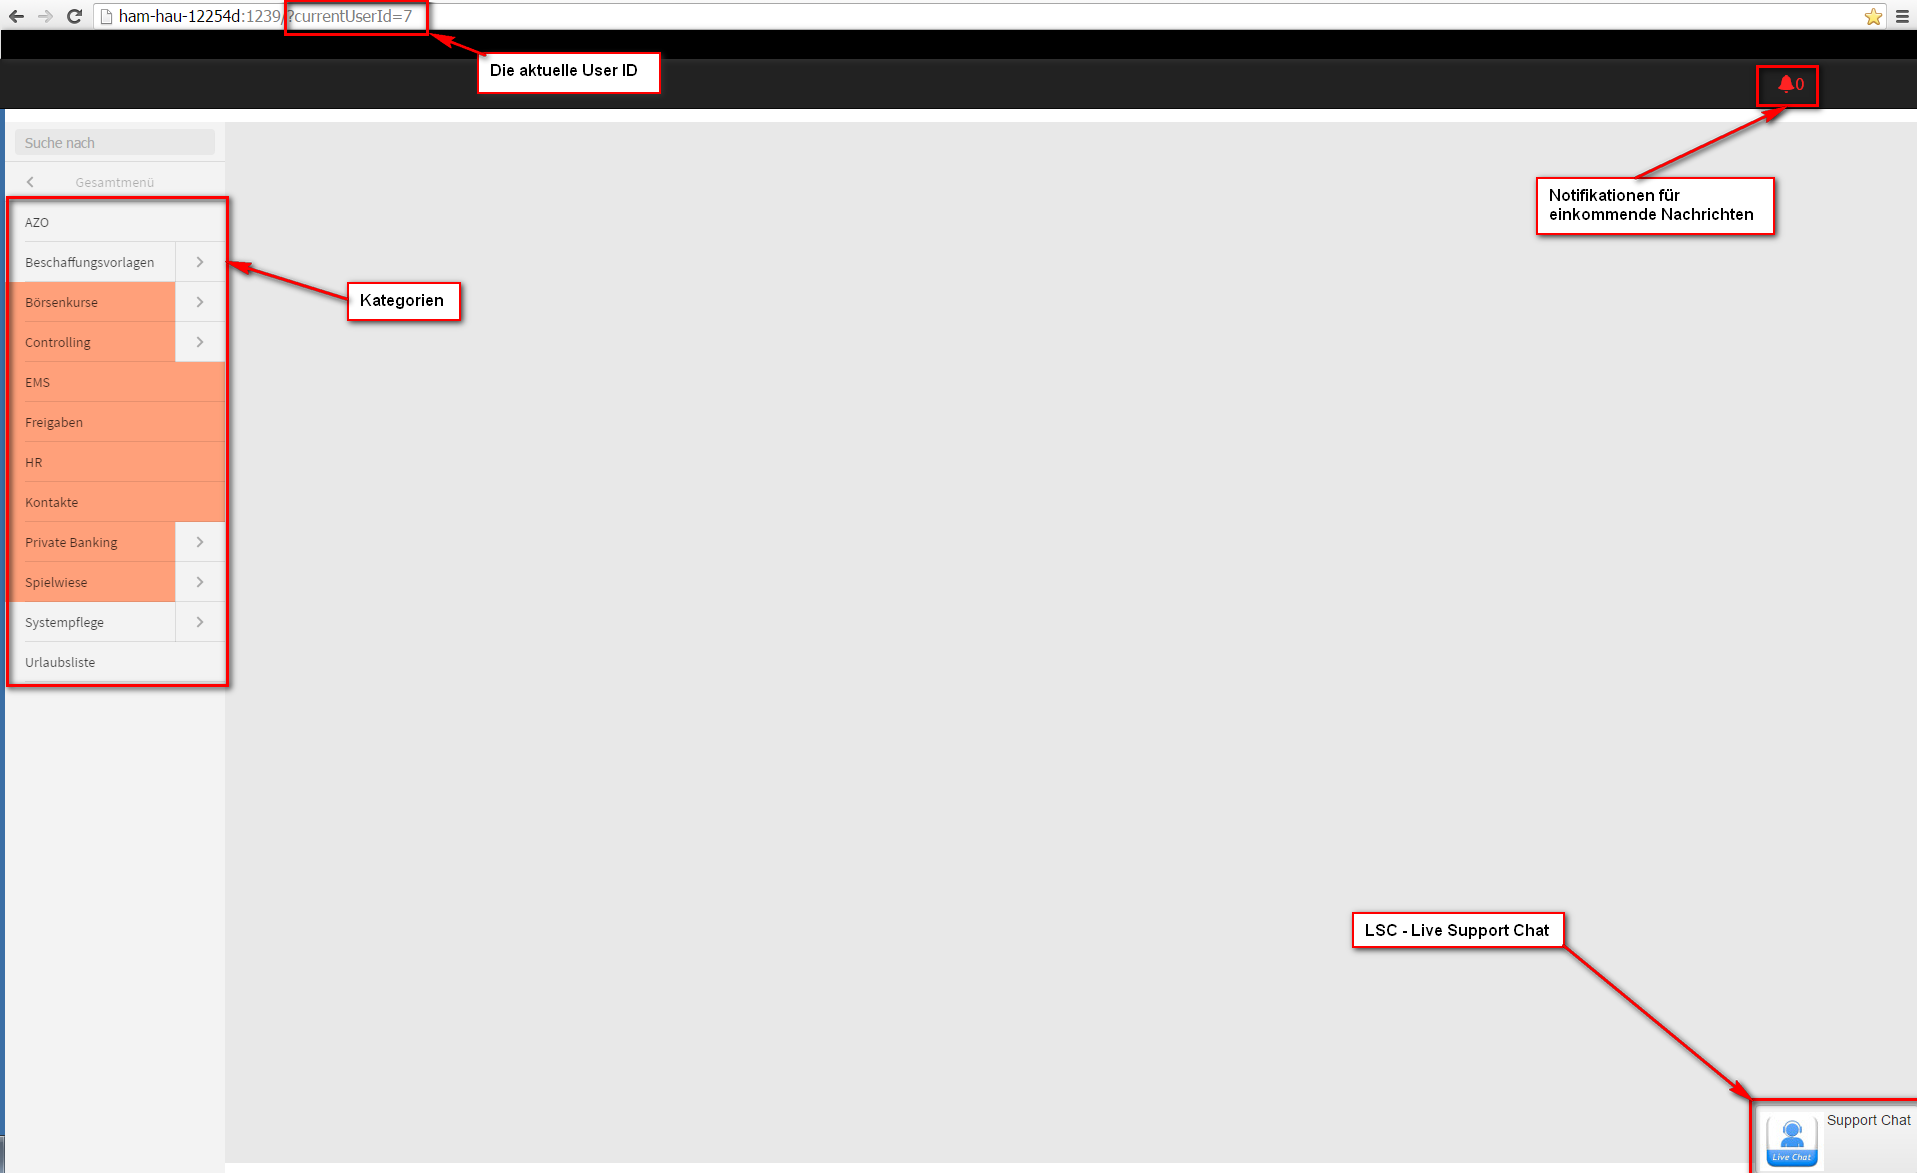 ham-hau-12254d:1239/?currentUserId=7
Die aktuelle User ID
0
Suche nach
Gesamtmenü
Notifikationen für
einkommende Nachrichten
AZO
Beschaffungsvorlagen
Börsenkurse
Kategorien
Controlling
EMS
Freigaben
HR
Kontakte
Private Banking
Spielwiese
Systempflege
Urlaubsliste
LSC - Live Support Chat
Support Chat
Live Chat